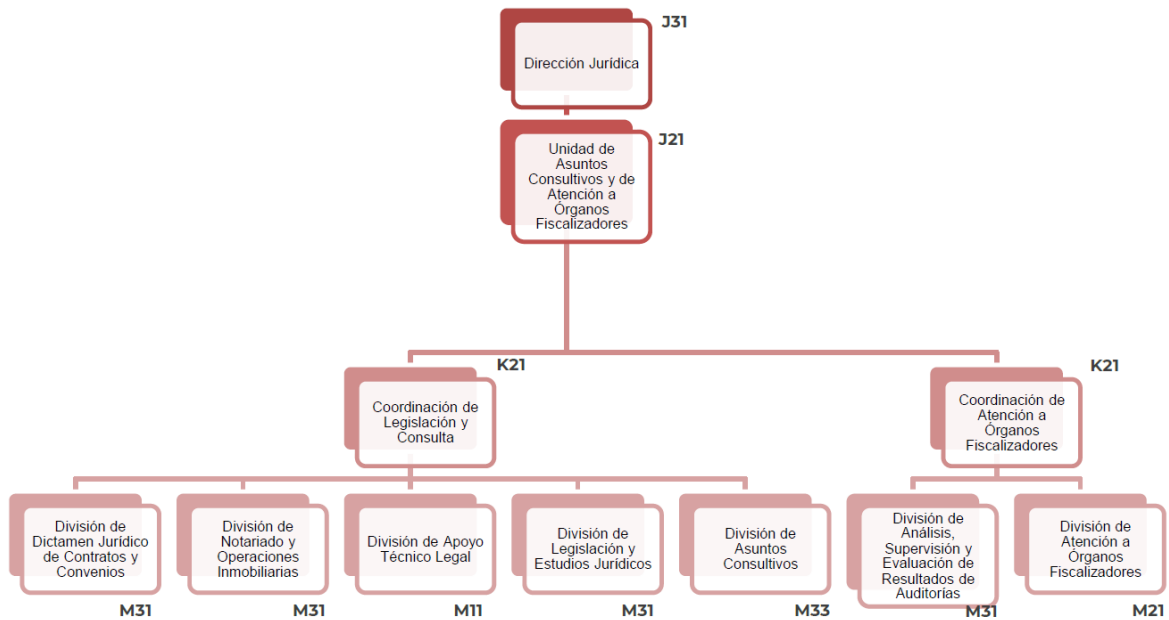 J31
Dirección Jurídica
J21
Unidad de
Asuntos
Consultivos y de
Atención a
Órganos
Fiscalizadores
K21
Coordinación de
Legislación y
Consulta
K21
Coordinación de
Atención a
Órganos
Fiscalizadores
División de
Dictamen Jurídico
de Contratos y
Convenios
M31
División de
Notariado y
Operaciones
Inmobiliarias
M31
División de Apoyo
Técnico Legal
M11
División de
Legislación y
Estudios Jurídicos
M31
División de
Asuntos
Consultivos
M33
División de
Análisis,
Supervisión y
Evaluación de
Resultados de
Auditorías
M31
División de
Atención a
Órganos
Fiscalizadores
M21